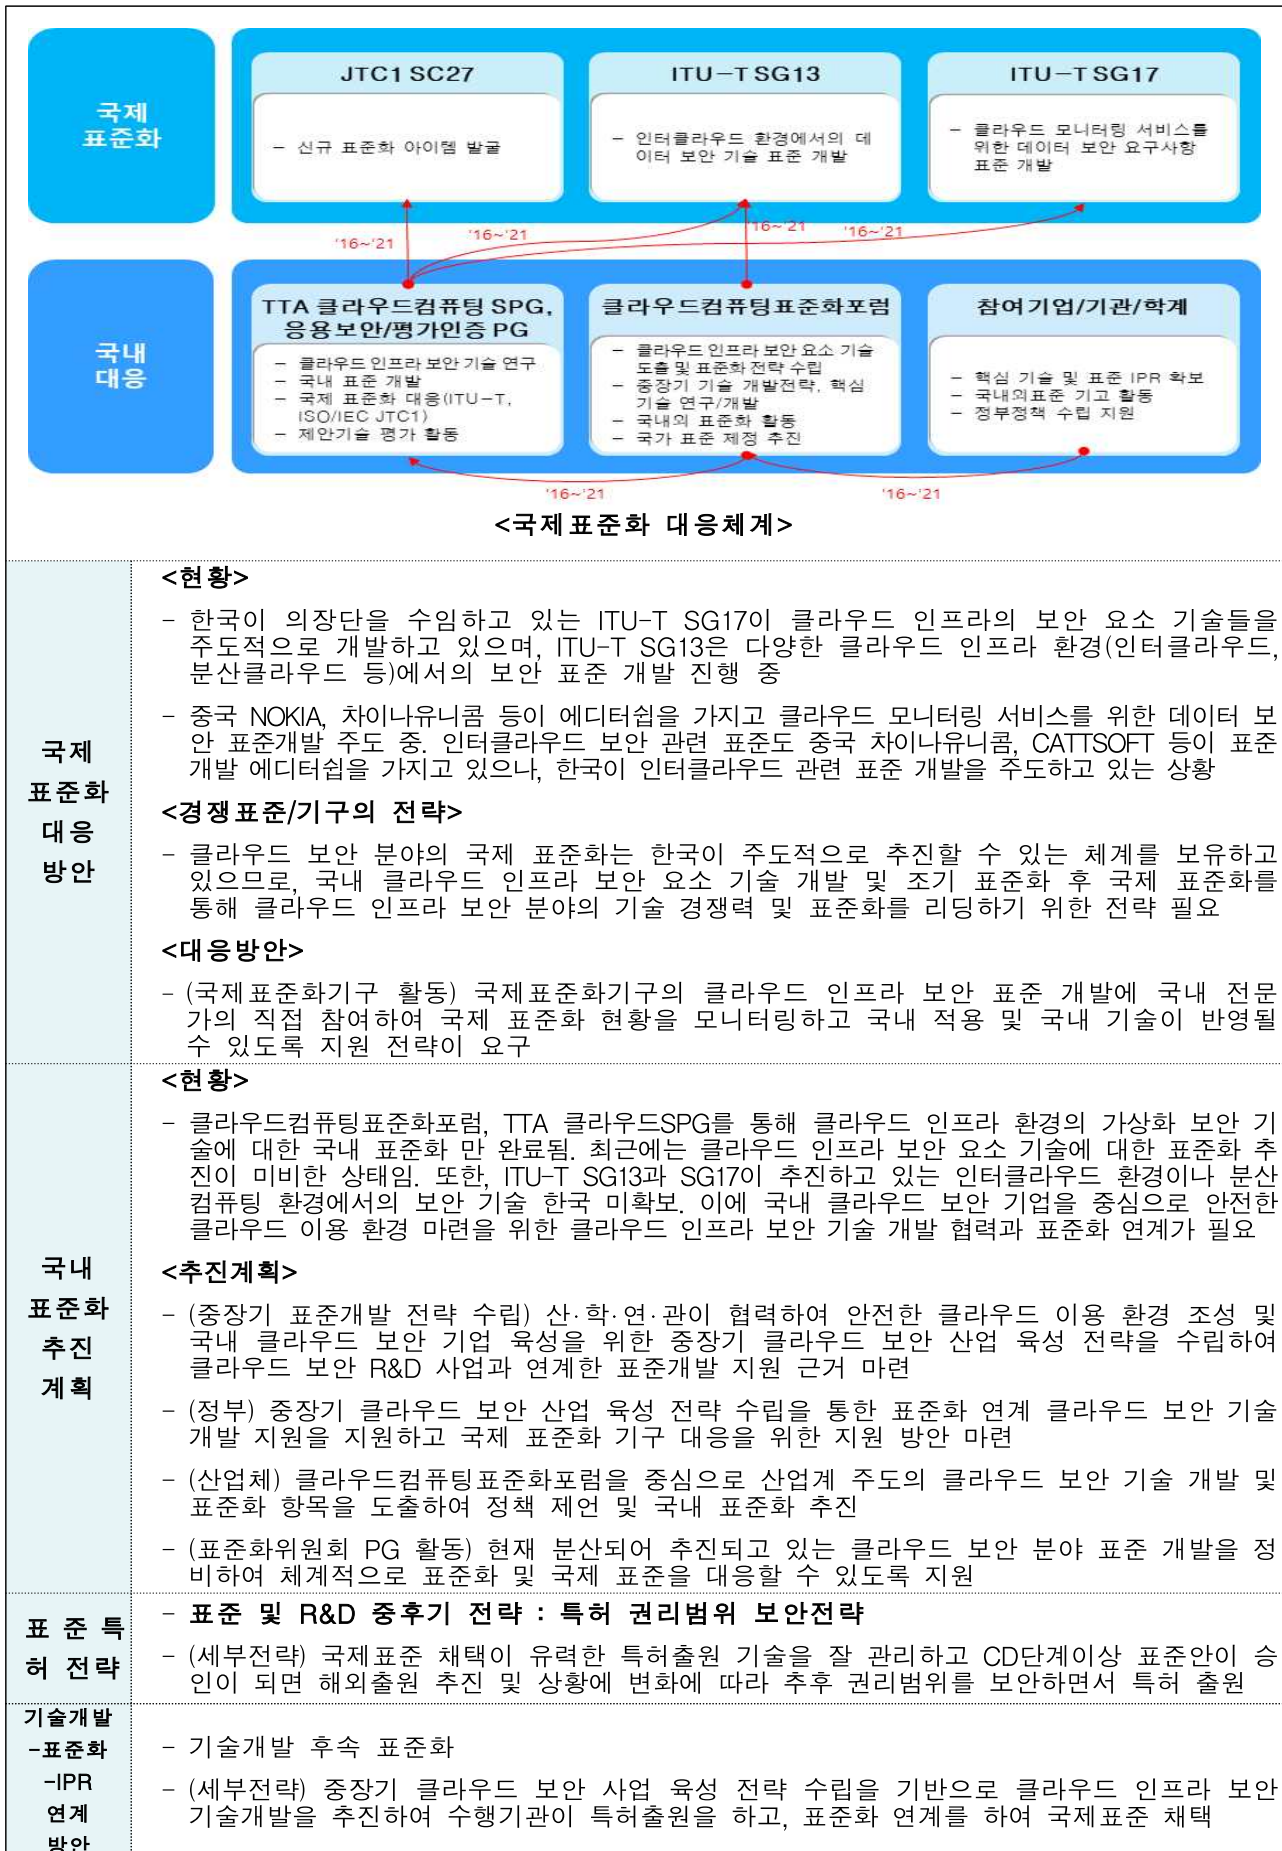 국제
표준화
JTC1 SC27
- 신규 표준화 아이템 발굴
ITU-T SG13
- 인터클라우드 환경에서의 데
이터 보안 기술 표준 개발
ITU-T SG17
- 클라우드 모니터링 서비스를
위한 데이터 보안 요구사항
표준 개발
'16~'21
'16~'21
'16~'21
'16~'21
국내
대응
TTA 클라우드컴퓨팅 SPG,
응용보안/평가인증 PG
- 클라우드 인프라 보안 기술 연구
- 국내 표준 개발
- 국제 표준화 대응(ITU-T,
ISO/IEC JTC1)
- 제안기술 평가 활동
클라우드컴퓨팅표준화포럼
- 클라우드 인프라 보안 요소 기술
도출 및 표준화 전략 수립
- 중장기 기술 개발전략, 핵심
기술 연구/개발
- 국내외 표준화 활동
- 국가 표준 제정 추진
참여기업/기관/학계
- 핵심 기술 및 표준 IPR 확보
- 국내외표준 기고 활동
- 정부정책 수립 지원
'16~'21
'16~'21
<국제표준화 대응체계>
국제
표준화
대응
방안
<현황>
- 한국이 의장단을 수임하고 있는 ITU-T SG17이 클라우드 인프라의 보안 요소 기술들을
주도적으로 개발하고 있으며, ITU-T SG13은 다양한 클라우드 인프라 환경(인터클라우드,
분산클라우드 등)에서의 보안 표준 개발 진행 중
- 중국 NOKIA, 차이나유니콤 등이 에디터쉽을 가지고 클라우드 모니터링 서비스를 위한 데이터 보
안 표준개발 주도 중. 인터클라우드 보안 관련 표준도 중국 차이나유니콤, CATTSOFT 등이 표준
개발 에디터쉽을 가지고 있으나, 한국이 인터클라우드 관련 표준 개발을 주도하고 있는 상황
<경쟁표준/기구의 전략>
- 클라우드 보안 분야의 국제 표준화는 한국이 주도적으로 추진할 수 있는 체계를 보유하고
있으므로, 국내 클라우드 인프라 보안 요소 기술 개발 및 조기 표준화 후 국제 표준화를
통해 클라우드 인프라 보안 분야의 기술 경쟁력 및 표준화를 리딩하기 위한 전략 필요
<대응방안>
- (국제표준화기구 활동) 국제표준화기구의 클라우드 인프라 보안 표준 개발에 국내 전문
가의 직접 참여하여 국제 표준화 현황을 모니터링하고 국내 적용 및 국내 기술이 반영될
수 있도록 지원 전략이 요구
국내
표준화
추진
계획
<현황>
- 클라우드컴퓨팅표준화포럼, TTA 클라우드SPG를 통해 클라우드 인프라 환경의 가상화 보안 기
술에 대한 국내 표준화 만 완료됨. 최근에는 클라우드 인프라 보안 요소 기술에 대한 표준화 추
진이 미비한 상태임. 또한, ITU-T SG13과 SG17이 추진하고 있는 인터클라우드 환경이나 분산
컴퓨팅 환경에서의 보안 기술 한국 미확보. 이에 국내 클라우드 보안 기업을 중심으로 안전한
클라우드 이용 환경 마련을 위한 클라우드 인프라 보안 기술 개발 협력과 표준화 연계가 필요
<추진계획>
- (중장기 표준개발 전략 수립) 산·학·연·관이 협력하여 안전한 클라우드 이용 환경 조성 및
국내 클라우드 보안 기업 육성을 위한 중장기 클라우드 보안 산업 육성 전략을 수립하여
클라우드 보안 R&D 사업과 연계한 표준개발 지원 근거 마련
- (정부) 중장기 클라우드 보안 산업 육성 전략 수립을 통한 표준화 연계 클라우드 보안 기술
개발 지원을 지원하고 국제 표준화 기구 대응을 위한 지원 방안 마련
- (산업체) 클라우드컴퓨팅표준화포럼을 중심으로 산업계 주도의 클라우드 보안 기술 개발 및
표준화 항목을 도출하여 정책 제언 및 국내 표준화 추진
- (표준화위원회 PG 활동) 현재 분산되어 추진되고 있는 클라우드 보안 분야 표준 개발을 정
비하여 체계적으로 표준화 및 국제 표준을 대응할 수 있도록 지원
표 준 특
허 전략
- 표준 및 R&D 중후기 전략 : 특허 권리범위 보안전략
- (세부전략) 국제표준 채택이 유력한 특허출원 기술을 잘 관리하고 CD단계이상 표준안이 승
인이 되면 해외출원 추진 및 상황에 변화에 따라 추후 권리범위를 보안하면서 특허 출원
기술개발
-표준화
-IPR
연계
방안
- 기술개발 후속 표준화
- (세부전략) 중장기 클라우드 보안 사업 육성 전략 수립을 기반으로 클라우드 인프라 보안
기술개발을 추진하여 수행기관이 특허출원을 하고, 표준화 연계를 하여 국제표준 채택